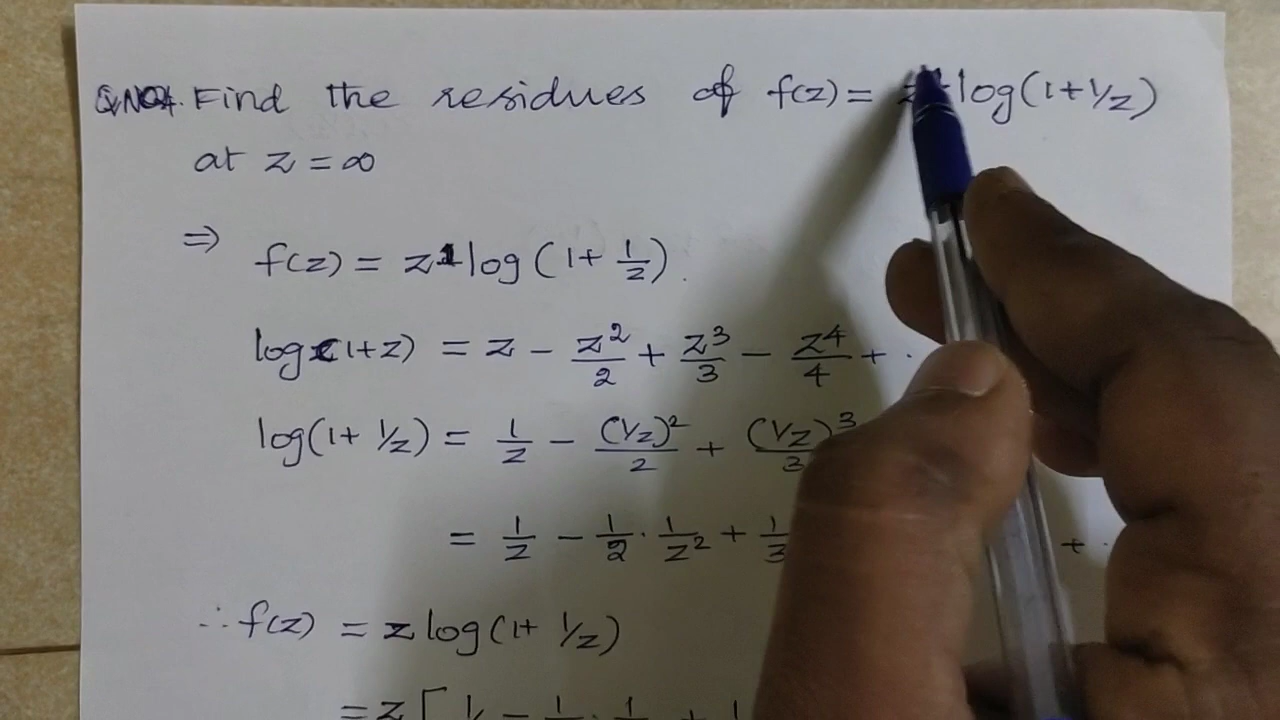 Q.NO4. Find the residues of f(z) = z log(1+1/z)
at z = ∞
⇒ f(z) = z log(1+ 1/z).
log(1+z) = z - z²/2 + z³/3 - z⁴/4 + ·
log(1+ 1/z) = 1/z - (1/z)²/2 + (1/z)³/3
= 1/z - 1/2 · 1/z² + 1/3 + ·
∴ f(z) = z log(1+ 1/z)